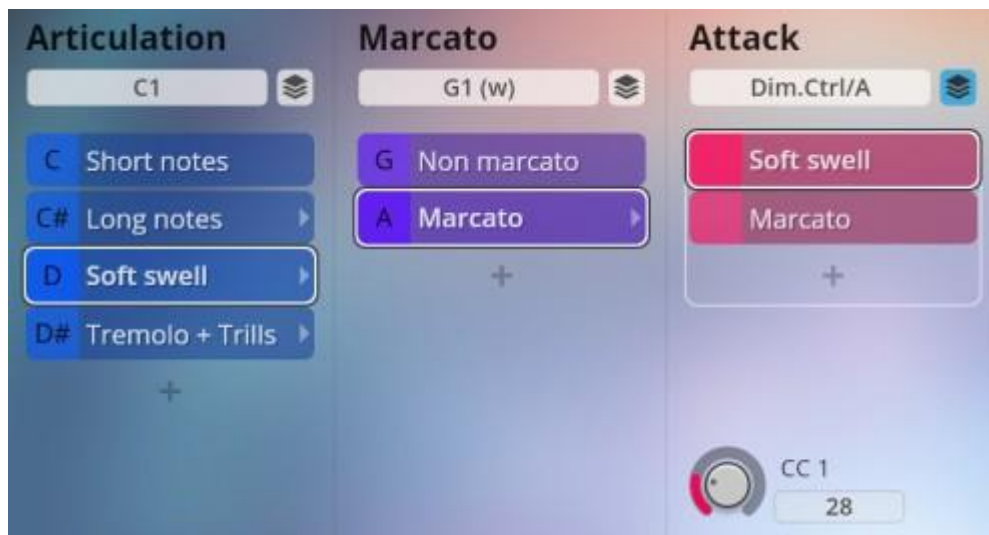 Articulation
C1
C Short notes
C# Long notes
D Soft swell
D# Tremolo + Trills
+
Marcato
G1 (w)
G Non marcato
A Marcato
+
Attack
Dim.Ctrl/A
Soft swell
Marcato
+
CC 1
28